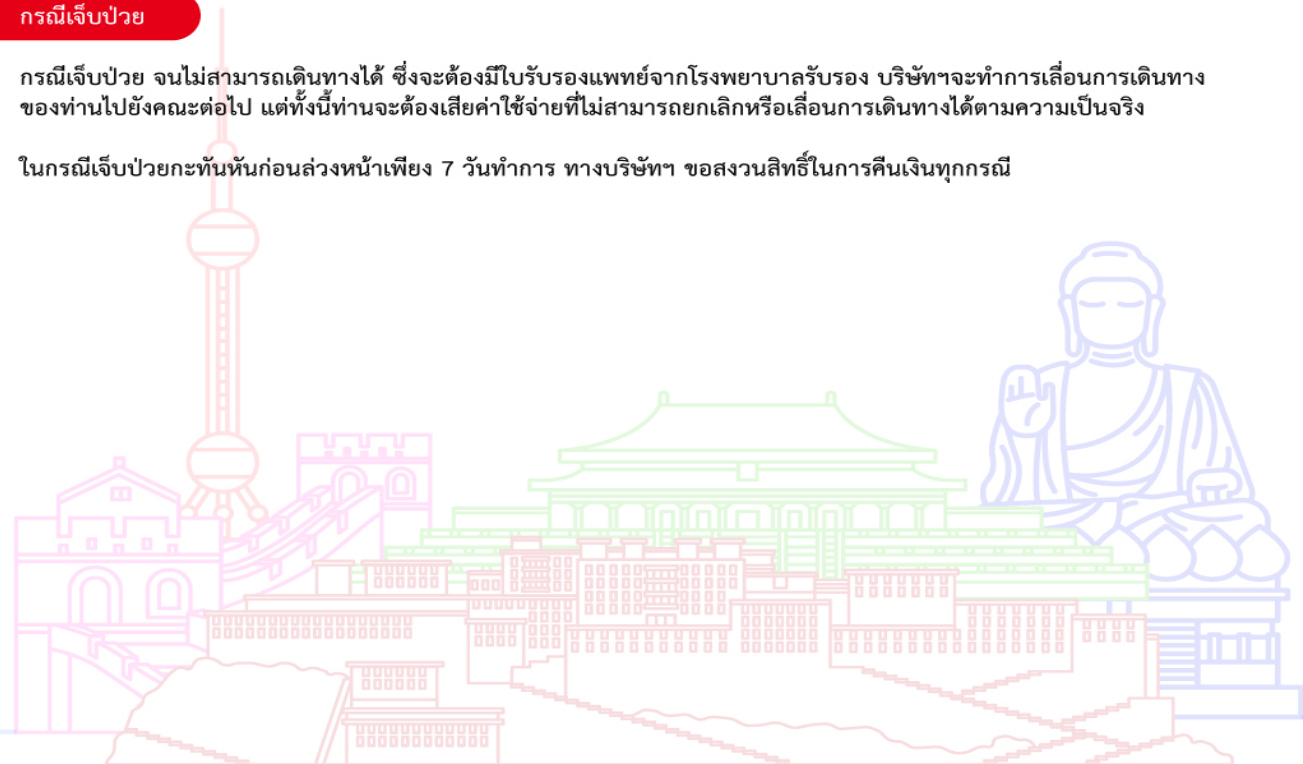 กรณีเจ็บป่วย
กรณีเจ็บป่วย จนไม่สามารถเดินทางได้ ซึ่งจะต้องมีใบรับรองแพทย์จากโรงพยาบาลรับรอง บริษัทฯจะทำการเลื่อนการเดินทาง
ของท่านไปยังคณะต่อไป แต่ทั้งนี้ท่านจะต้องเสียค่าใช้จ่ายที่ไม่สามารถยกเลิกหรือเลื่อนการเดินทางได้ตามความเป็นจริง
ในกรณีเจ็บป่วยกะทันหันก่อนล่วงหน้าเพียง 7 วันทำการ ทางบริษัทฯ ขอสงวนสิทธิ์ในการคืนเงินทุกกรณี